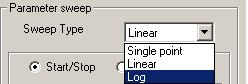 Parameter sweep
Sweep Type Linear
Single point
Linear
Start/Stop Log